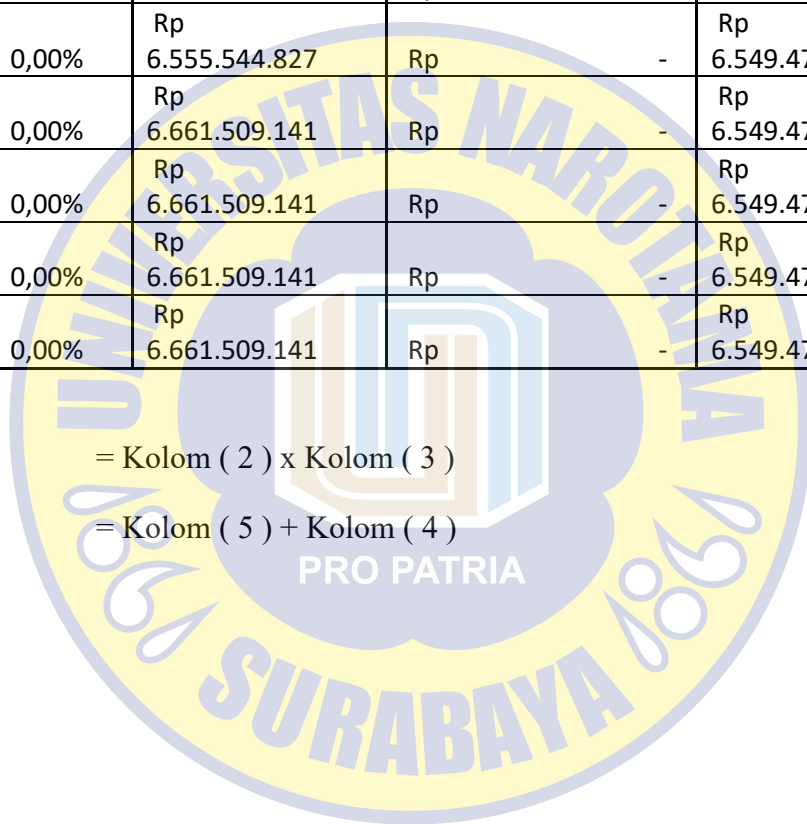 Rp Rp
0,00% 6.555.544.827 Rp - 6.549.47
Rp Rp
0,00% 6.661.509.141 Rp - 6.549.47
Rp Rp
0,00% 6.661.509.141 Rp - 6.549.47
Rp Rp
0,00% 6.661.509.141 Rp - 6.549.47
Rp Rp
0,00% 6.661.509.141 Rp - 6.549.47
= Kolom ( 2 ) x Kolom ( 3 )
= Kolom ( 5 ) + Kolom ( 4 )
UNIVERSITAS NAROTAMA
PRO PATRIA
SURABAYA